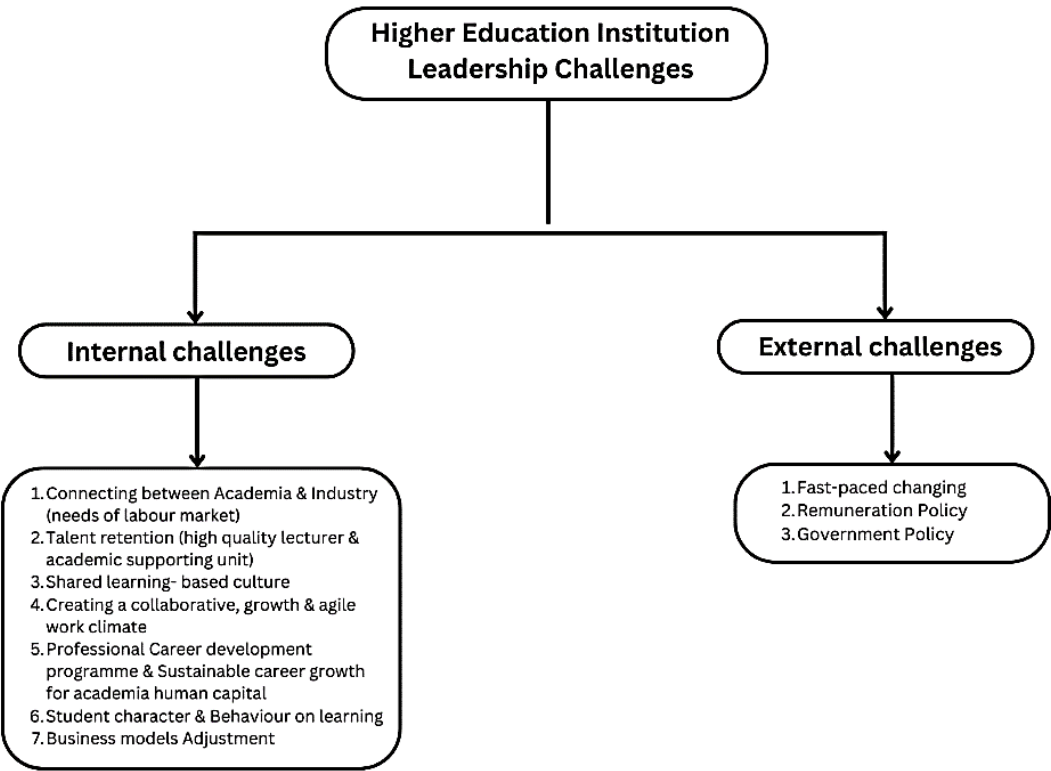 Higher Education Institution
Leadership Challenges
Internal challenges
External challenges
1. Connecting between Academia & Industry
(needs of labour market)
2. Talent retention (high quality lecturer &
academic supporting unit)
3. Shared learning- based culture
4. Creating a collaborative, growth & agile
work climate
5. Professional Career development
programme & Sustainable career growth
for academia human capital
6. Student character & Behaviour on learning
7. Business models Adjustment
1. Fast-paced changing
2. Remuneration Policy
3. Government Policy